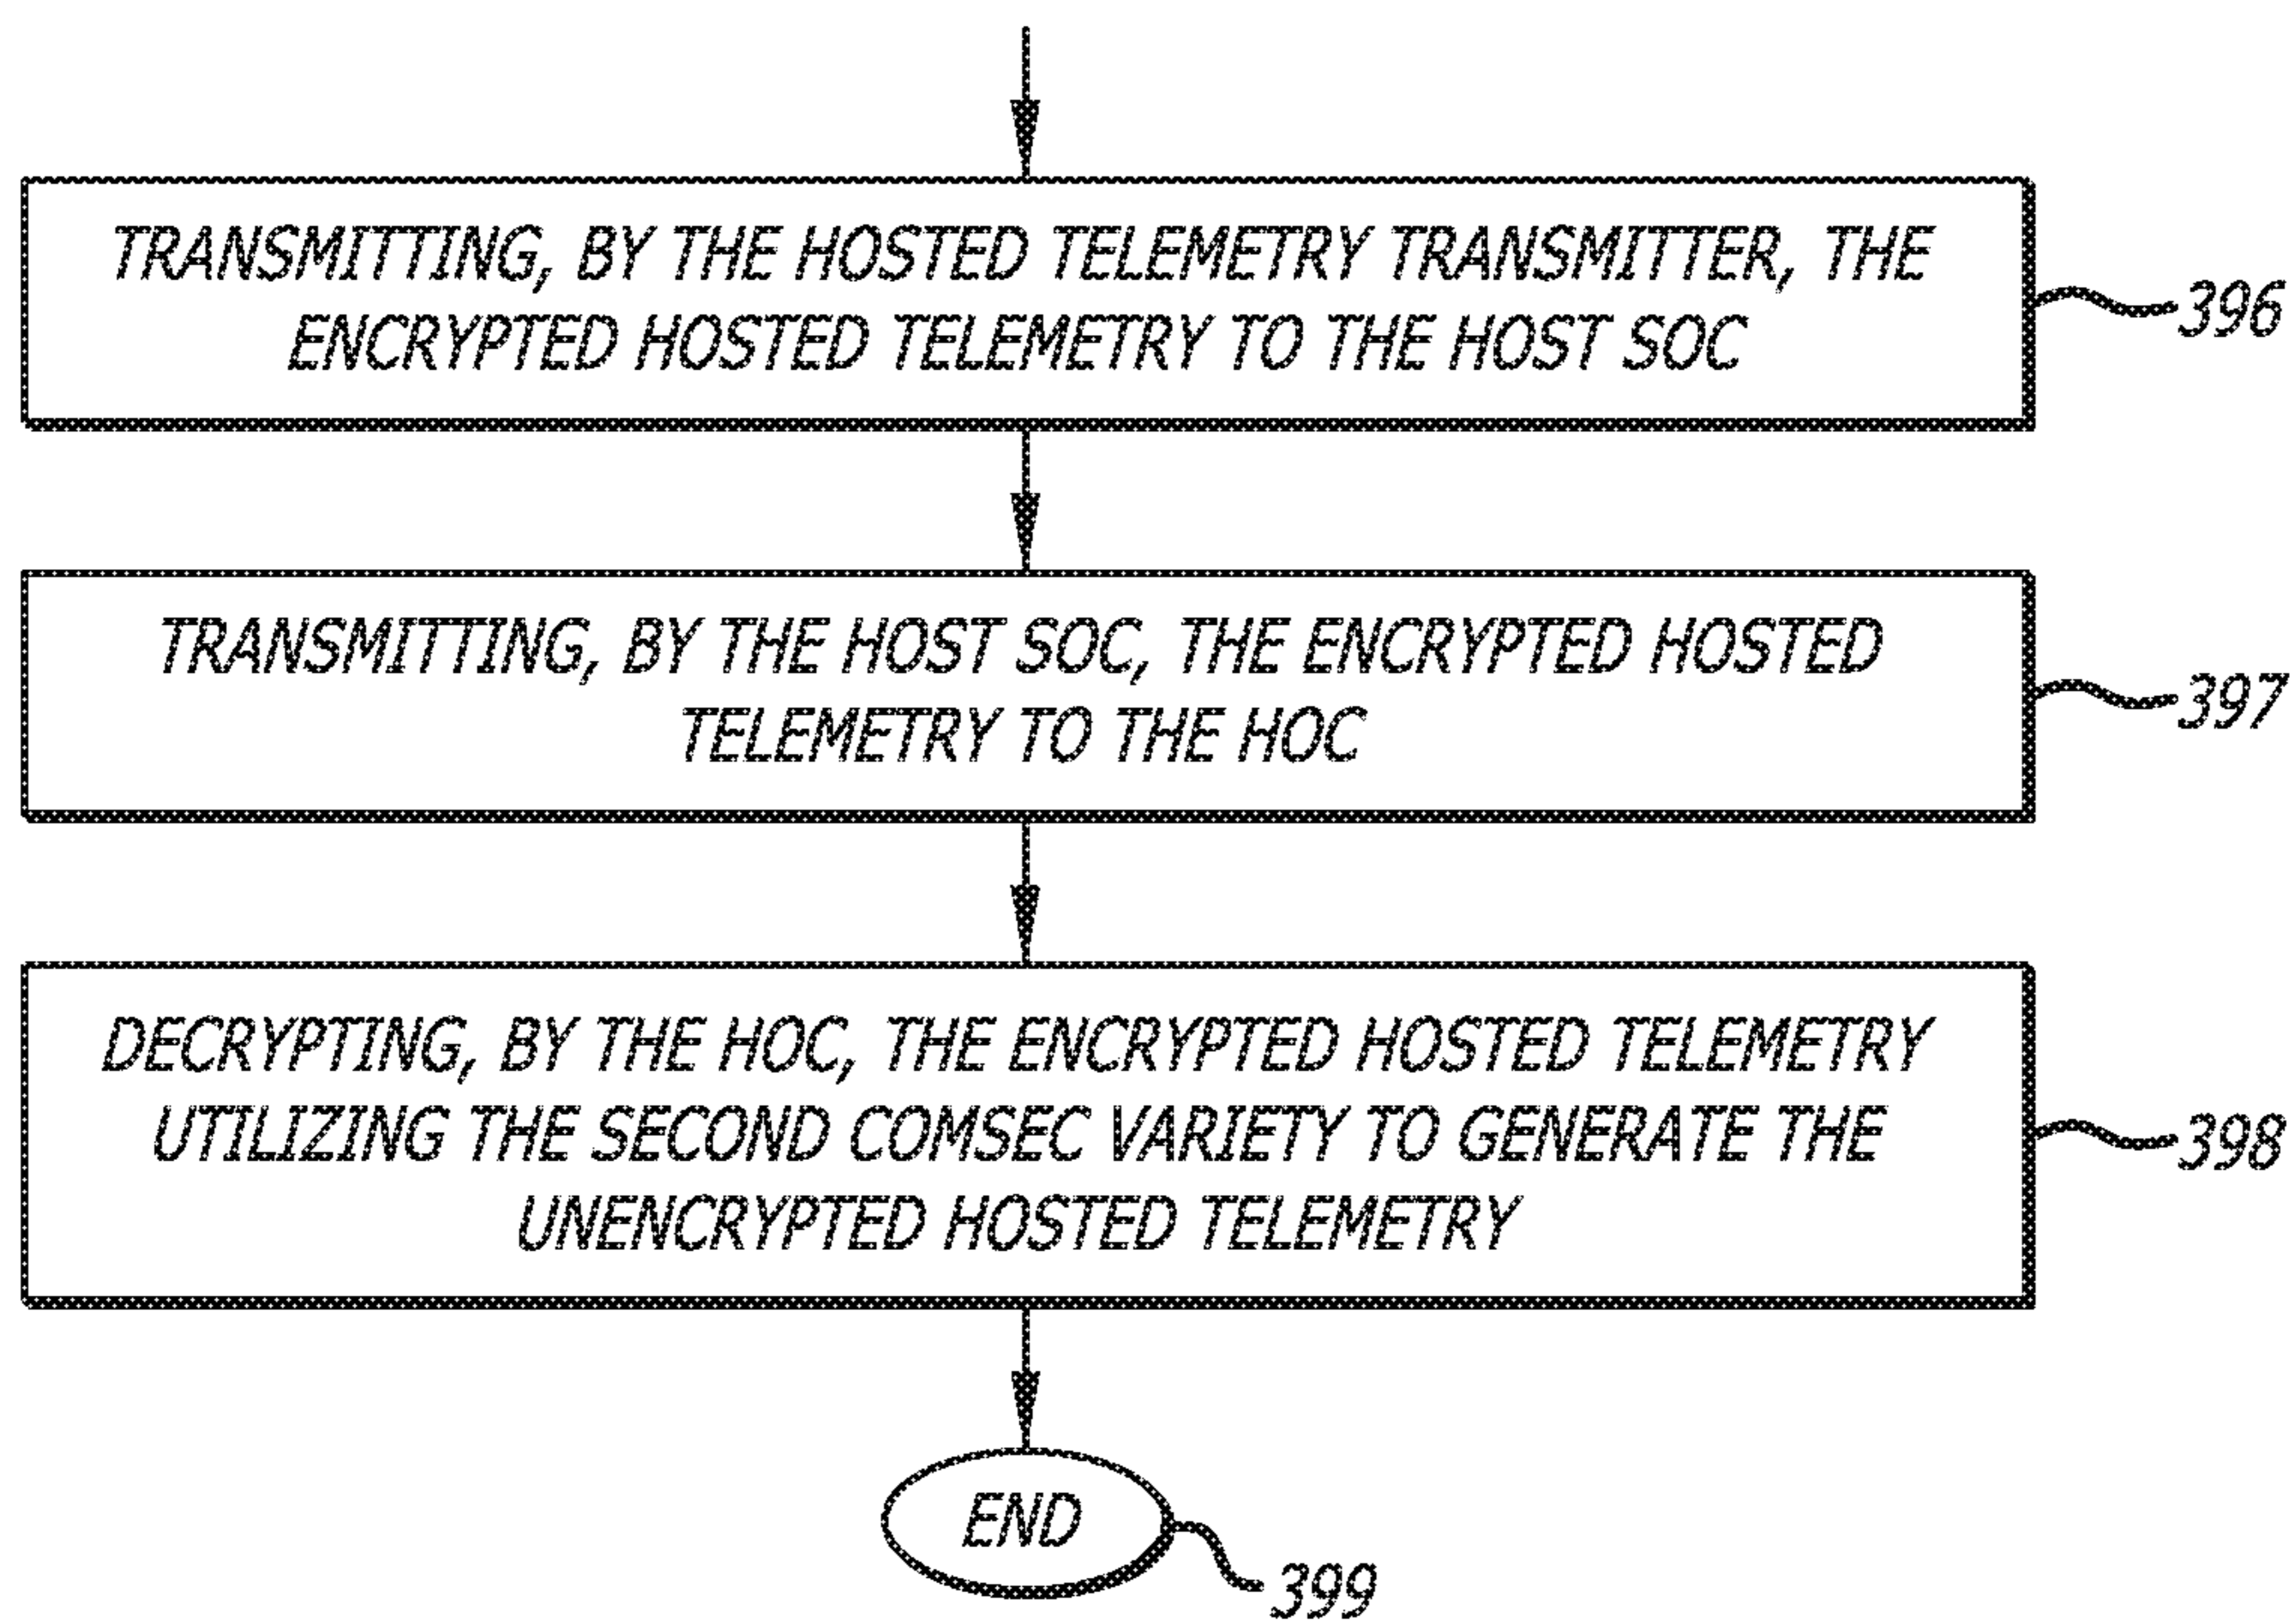 TRANSMITTING, BY THE HOSTED TELEMETRY TRANSMITTER, THE
ENCRYPTED HOSTED TELEMETRY TO THE HOST SOC
396
TRANSMITTING, BY THE HOST SOC, THE ENCRYPTED HOSTED
TELEMETRY TO THE HOC
397
DECRYPTING, BY THE HOC, THE ENCRYPTED HOSTED TELEMETRY
UTILIZING THE SECOND COMSEC VARIETY TO GENERATE THE
UNENCRYPTED HOSTED TELEMETRY
398
END
399